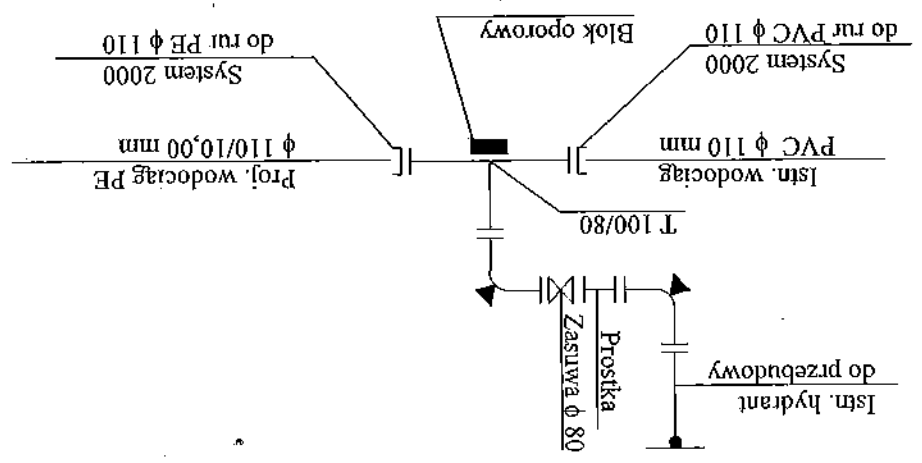 Istn. hydrant
do przebudowy
Prostka
Zasuwa ϕ 80
T 100/80
Istn. wodociąg
PVC ϕ 110 mm
Proj. wodociąg PE
ϕ 110/10,00 mm
System 2000
do rur PVC ϕ 110
Blok oporowy
System 2000
do rur PE ϕ 110